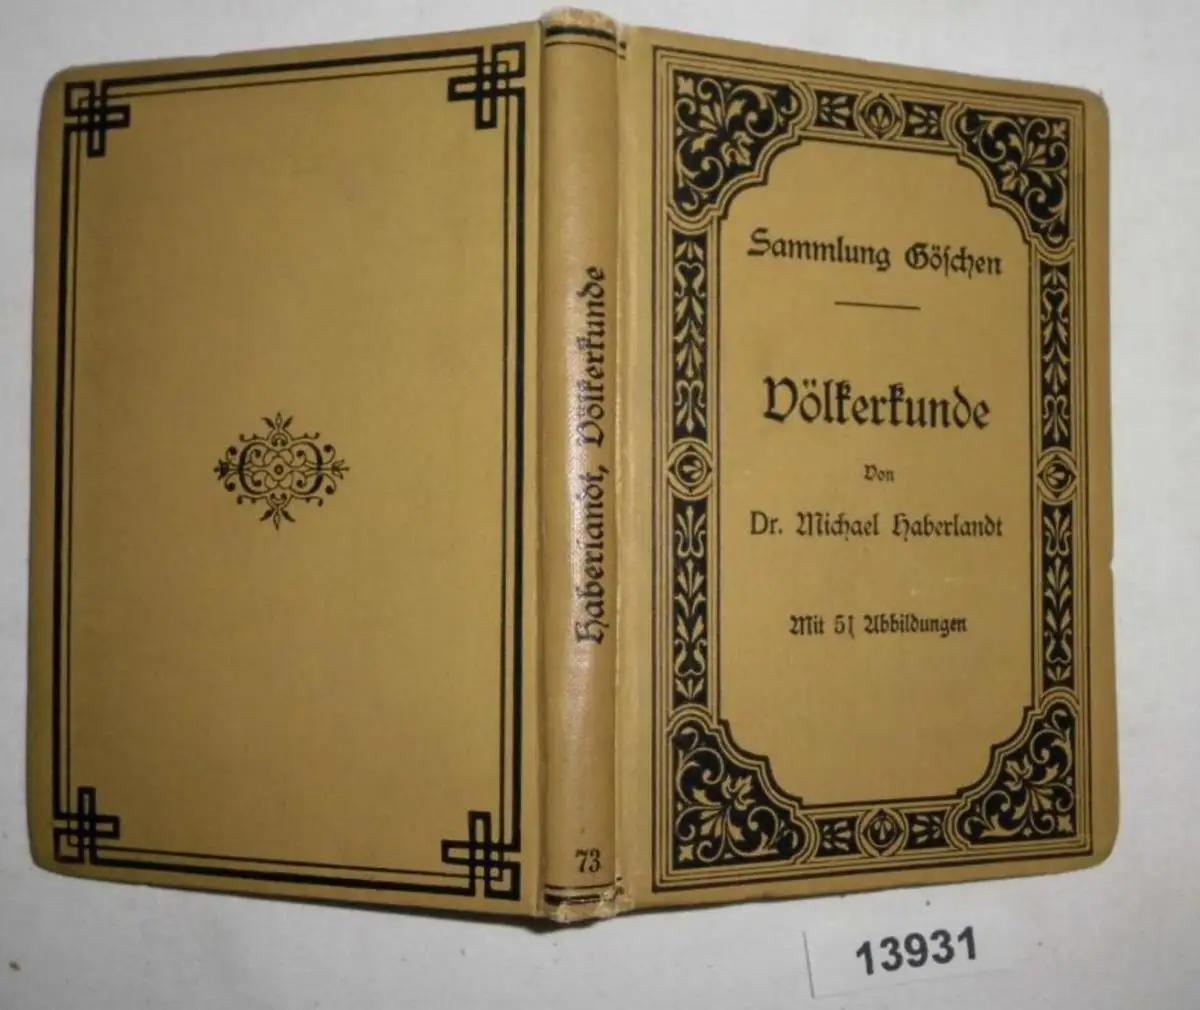 Sammlung Göschen
Völkerkunde
Von
Dr. Michael Haberlandt
Mit 51 Abbildungen
Haberlandt, Völkerkunde
73
13931